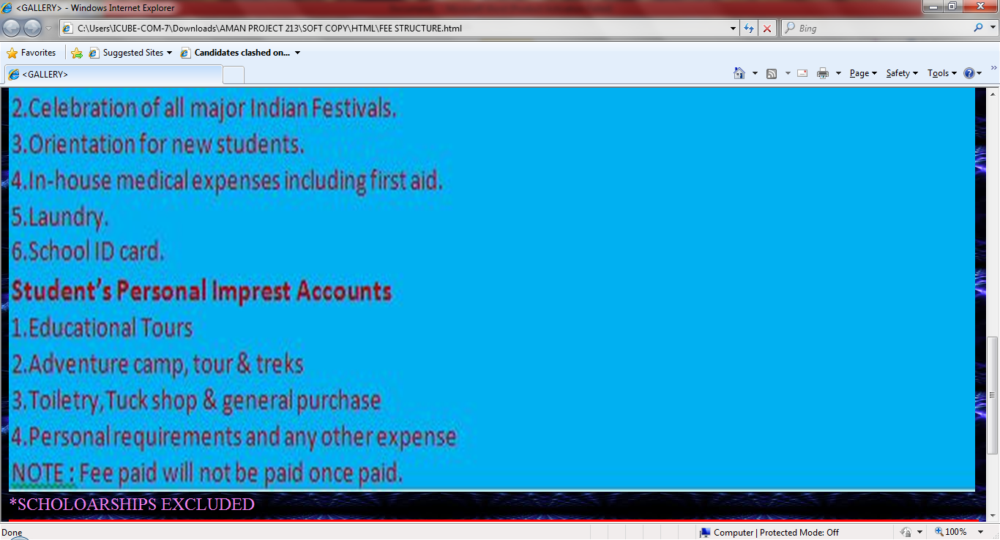 <GALLERY> - Windows Internet Explorer
C:\Users\ICUBE-COM-7\Downloads\AMAN PROJECT 213\SOFT COPY\HTML\FEE STRUCTURE.html
Bing
Favorites
Suggested Sites
Candidates clashed on...
<GALLERY>
Page
Safety
Tools
2.Celebration of all major Indian Festivals.
3.Orientation for new students.
4.In-house medical expenses including first aid.
5.Laundry.
6.School ID card.
Student's Personal Imprest Accounts
1.Educational Tours
2.Adventure camp, tour & treks
3.Toiletry,Tuck shop & general purchase
4.Personal requirements and any other expense
NOTE : Fee paid will not be paid once paid.
*SCHOLOARSHIPS EXCLUDED
Done
Computer | Protected Mode: Off
100%